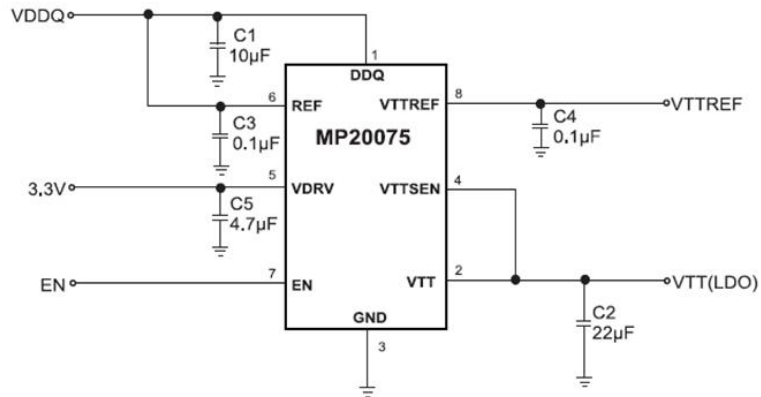 VDDQ
C1
10µF
1
DDQ
6
REF
VTTREF
8
VTTREF
C3
0.1µF
MP20075
C4
0.1µF
3.3V
5
VDRV
VTTSEN
4
C5
4.7µF
EN
7
EN
VTT
2
VTT(LDO)
GND
3
C2
22µF